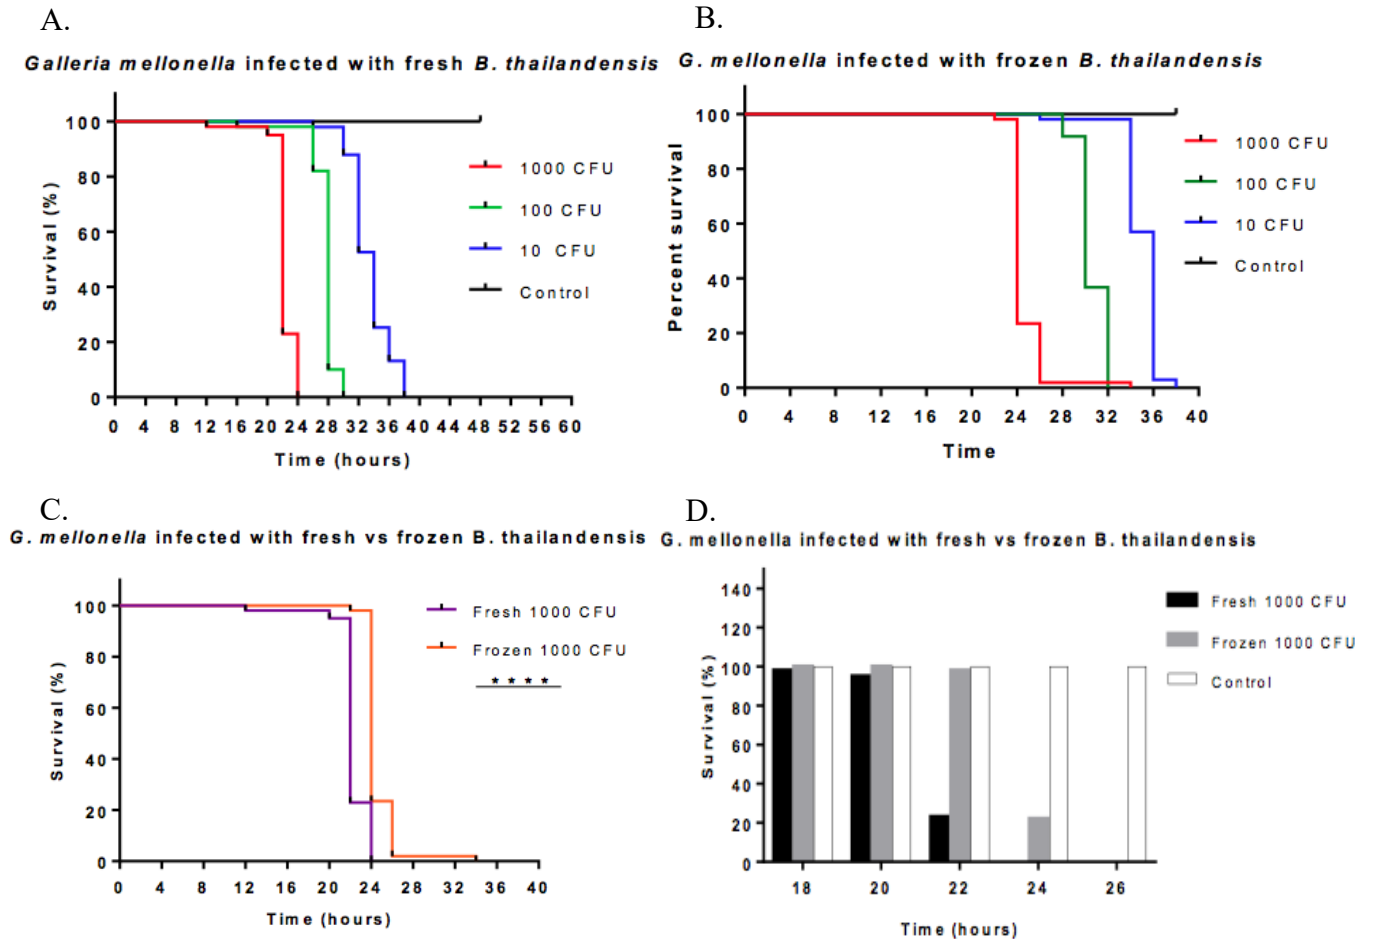 A.
Galleria mellonella infected with fresh B. thailandensis
100
80
60
40
20
0
Survival (%)
0 4 8 12 16 20 24 28 32 36 40 44 48 52 56 60
Time (hours)
1000 CFU
100 CFU
10 CFU
Control
B.
G. mellonella infected with frozen B. thailandensis
100
80
60
40
20
0
Percent survival
0 4 8 12 16 20 24 28 32 36 40
Time
1000 CFU
100 CFU
10 CFU
Control
C.
G. mellonella infected with fresh vs frozen B. thailandensis
100
80
60
40
20
0
Survival (%)
0 4 8 12 16 20 24 28 32 36 40
Time (hours)
Fresh 1000 CFU
Frozen 1000 CFU
* * * *
D.
G. mellonella infected with fresh vs frozen B. thailandensis
140
120
100
80
60
40
20
0
Survival (%)
18 20 22 24 26
Time (hours)
Fresh 1000 CFU
Frozen 1000 CFU
Control